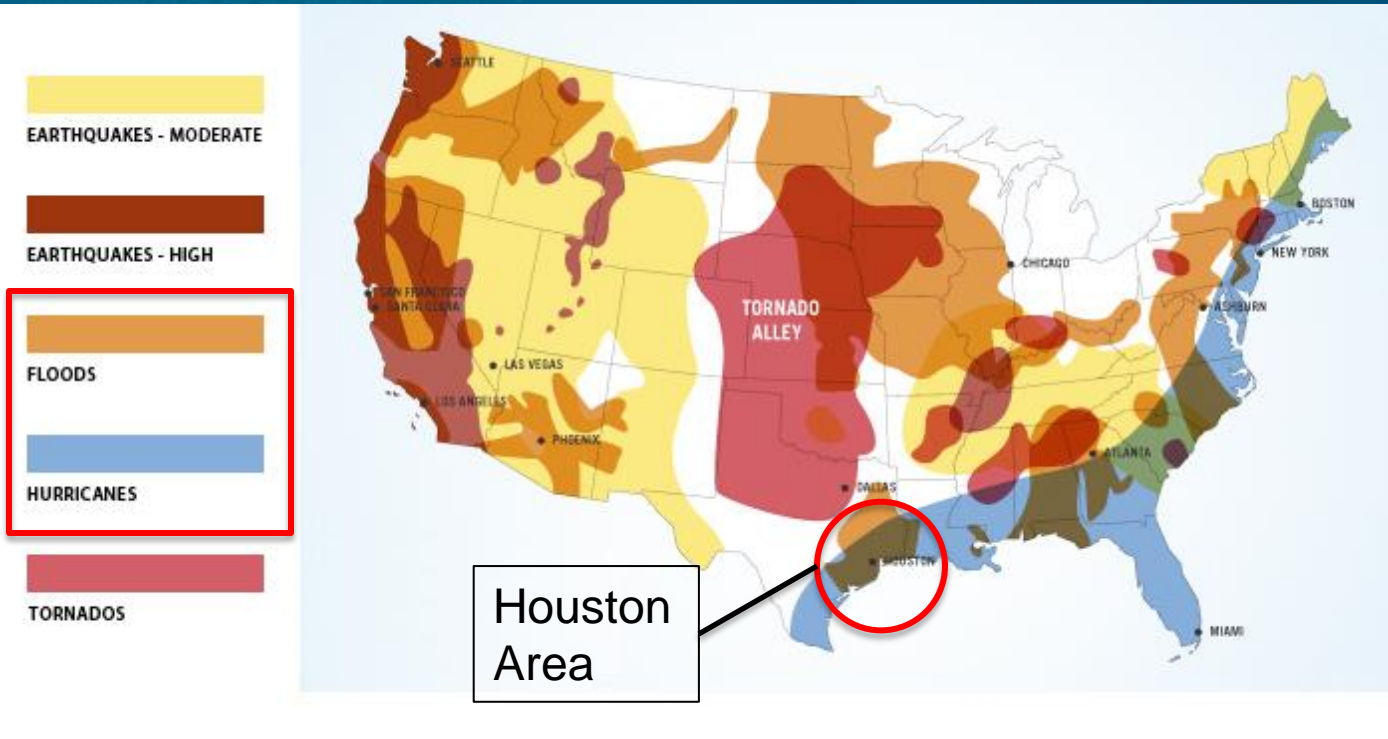 EARTHQUAKES - MODERATE
EARTHQUAKES - HIGH
FLOODS
HURRICANES
TORNADOS
SEATTLE
SAN FRANCISCO
SANTA CLARA
LAS VEGAS
LOS ANGELES
PHOENIX
TORNADO
ALLEY
DALLAS
HOUSTON
CHICAGO
ATLANTA
MIAMI
ASHBURN
NEW YORK
BOSTON
Houston
Area